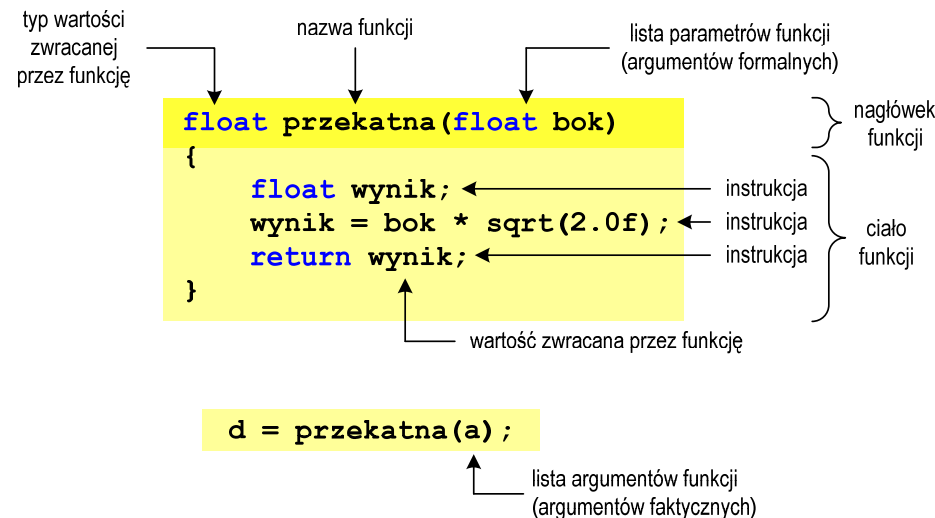 typ wartości
zwracanej
przez funkcję
nazwa funkcji
lista parametrów funkcji
(argumentów formalnych)
float przekatna(float bok)
nagłówek
funkcji
{
float wynik; instrukcja
wynik = bok * sqrt(2.0f); instrukcja
return wynik; instrukcja
}
ciało
funkcji
wartość zwracana przez funkcję
d = przekatna(a);
lista argumentów funkcji
(argumentów faktycznych)